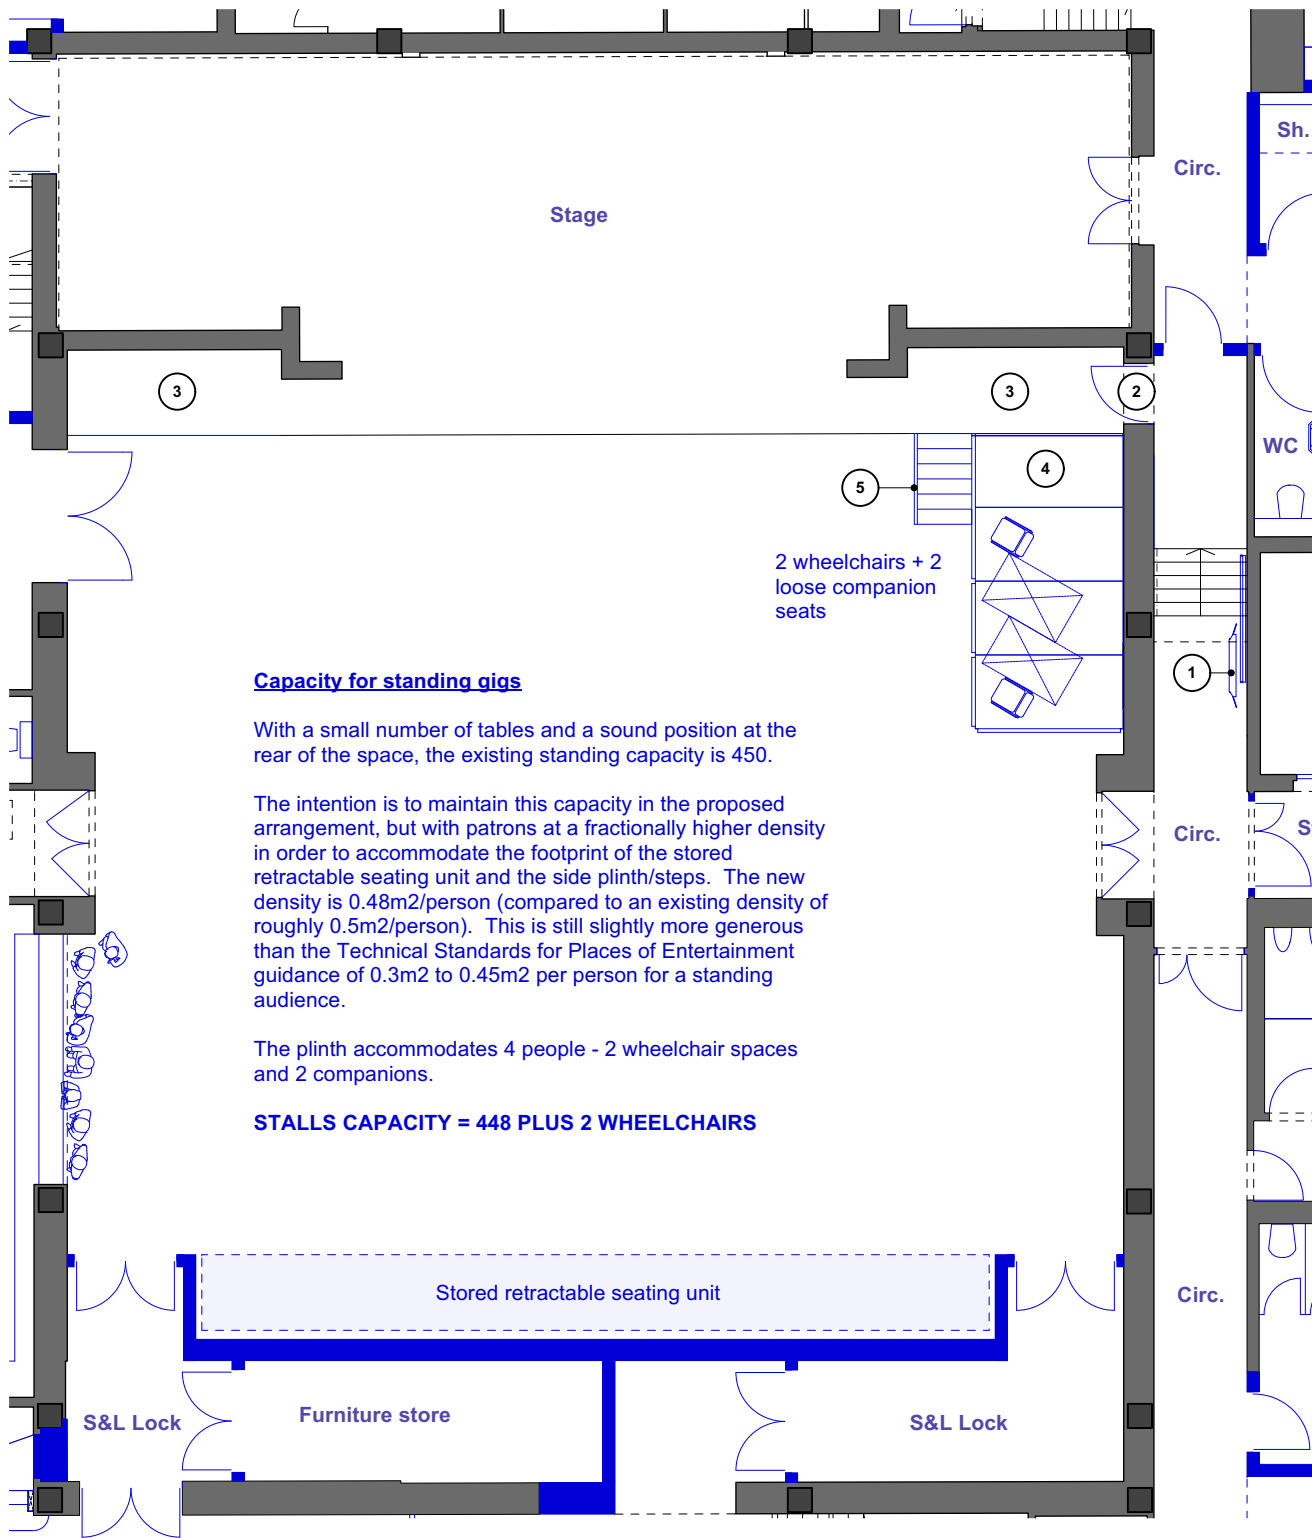 Sh.
Circ.
Stage
3
3
2
WC
4
5
2 wheelchairs + 2
loose companion
seats
1
Capacity for standing gigs
With a small number of tables and a sound position at the
rear of the space, the existing standing capacity is 450.
The intention is to maintain this capacity in the proposed
arrangement, but with patrons at a fractionally higher density
in order to accommodate the footprint of the stored
retractable seating unit and the side plinth/steps. The new
density is 0.48m2/person (compared to an existing density of
roughly 0.5m2/person). This is still slightly more generous
than the Technical Standards for Places of Entertainment
guidance of 0.3m2 to 0.45m2 per person for a standing
audience.
The plinth accommodates 4 people - 2 wheelchair spaces
and 2 companions.
STALLS CAPACITY = 448 PLUS 2 WHEELCHAIRS
Circ.
Stored retractable seating unit
Circ.
S&L Lock
Furniture store
S&L Lock